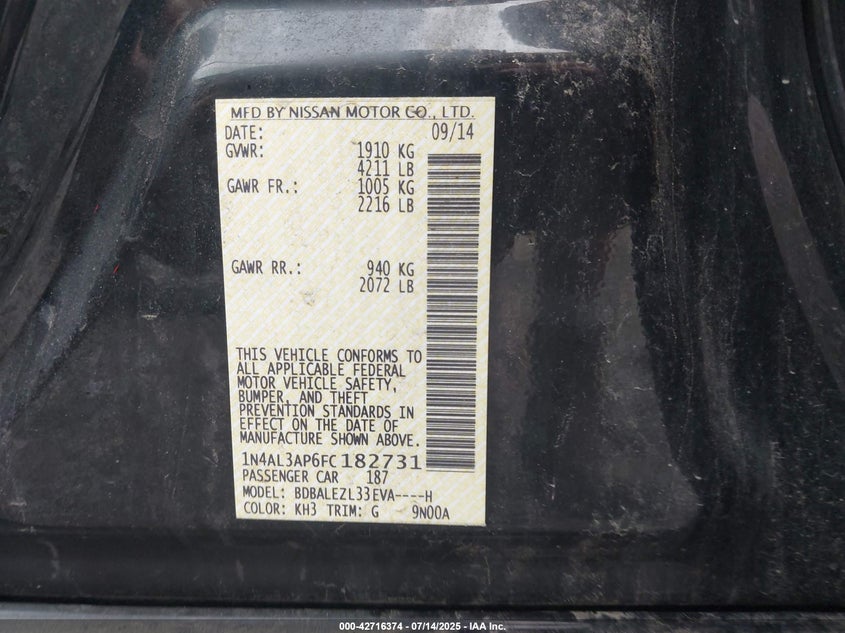 MFD BY NISSAN MOTOR CO., LTD.
DATE: 09/14
GVWR: 1910 KG
4211 LB
GAWR FR.: 1005 KG
2216 LB
GAWR RR.: 940 KG
2072 LB
THIS VEHICLE CONFORMS TO
ALL APPLICABLE FEDERAL
MOTOR VEHICLE SAFETY,
BUMPER, AND THEFT
PREVENTION STANDARDS IN
EFFECT ON THE DATE OF
MANUFACTURE SHOWN ABOVE.
1N4AL3AP6FC182731
PASSENGER CAR 187
MODEL: BDBALEZL33EVA----H
COLOR: KH3 TRIM: G 9N00A
000-42716374 - 07/14/2025 - IAA Inc.